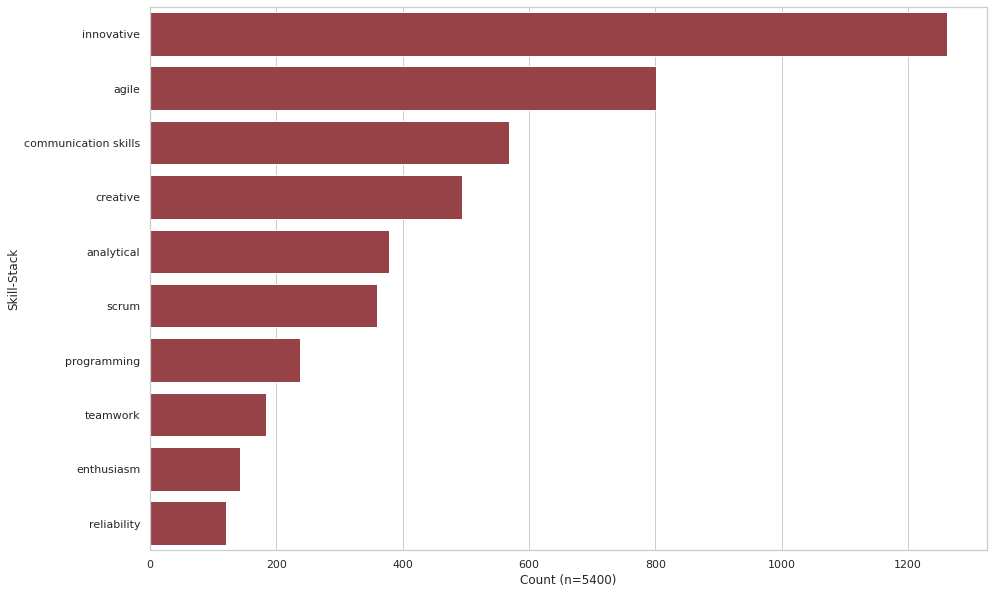 innovative
agile
communication skills
creative
analytical
scrum
programming
teamwork
enthusiasm
reliability
Skill-Stack
0 200 400 600 800 1000 1200
Count (n=5400)